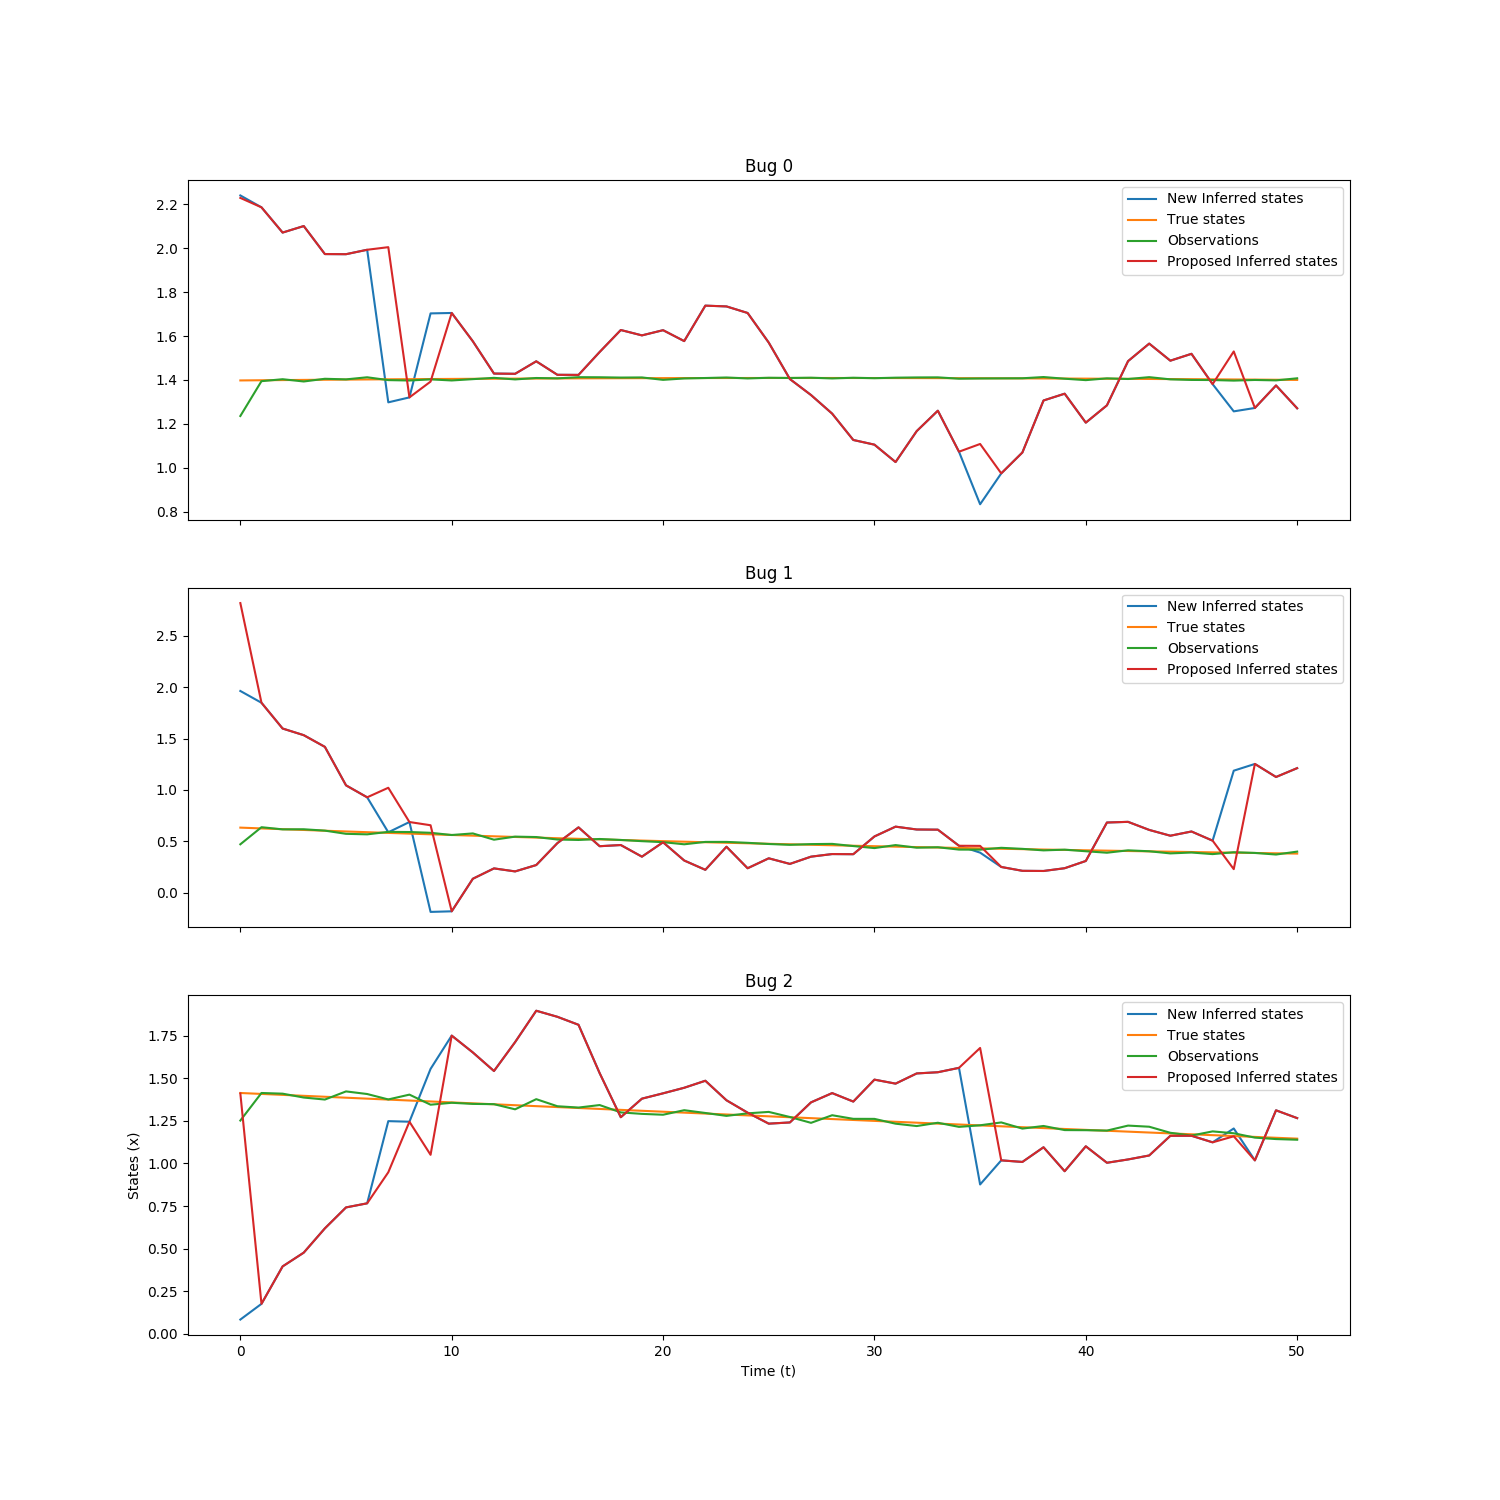 Bug 0
2.2
2.0
1.8
1.6
1.4
1.2
1.0
0.8
New Inferred states
True states
Observations
Proposed Inferred states
Bug 1
2.5
2.0
1.5
1.0
0.5
0.0
New Inferred states
True states
Observations
Proposed Inferred states
Bug 2
States (x)
1.75
1.50
1.25
1.00
0.75
0.50
0.25
0.00
New Inferred states
True states
Observations
Proposed Inferred states
0 10 20 30 40 50
Time (t)